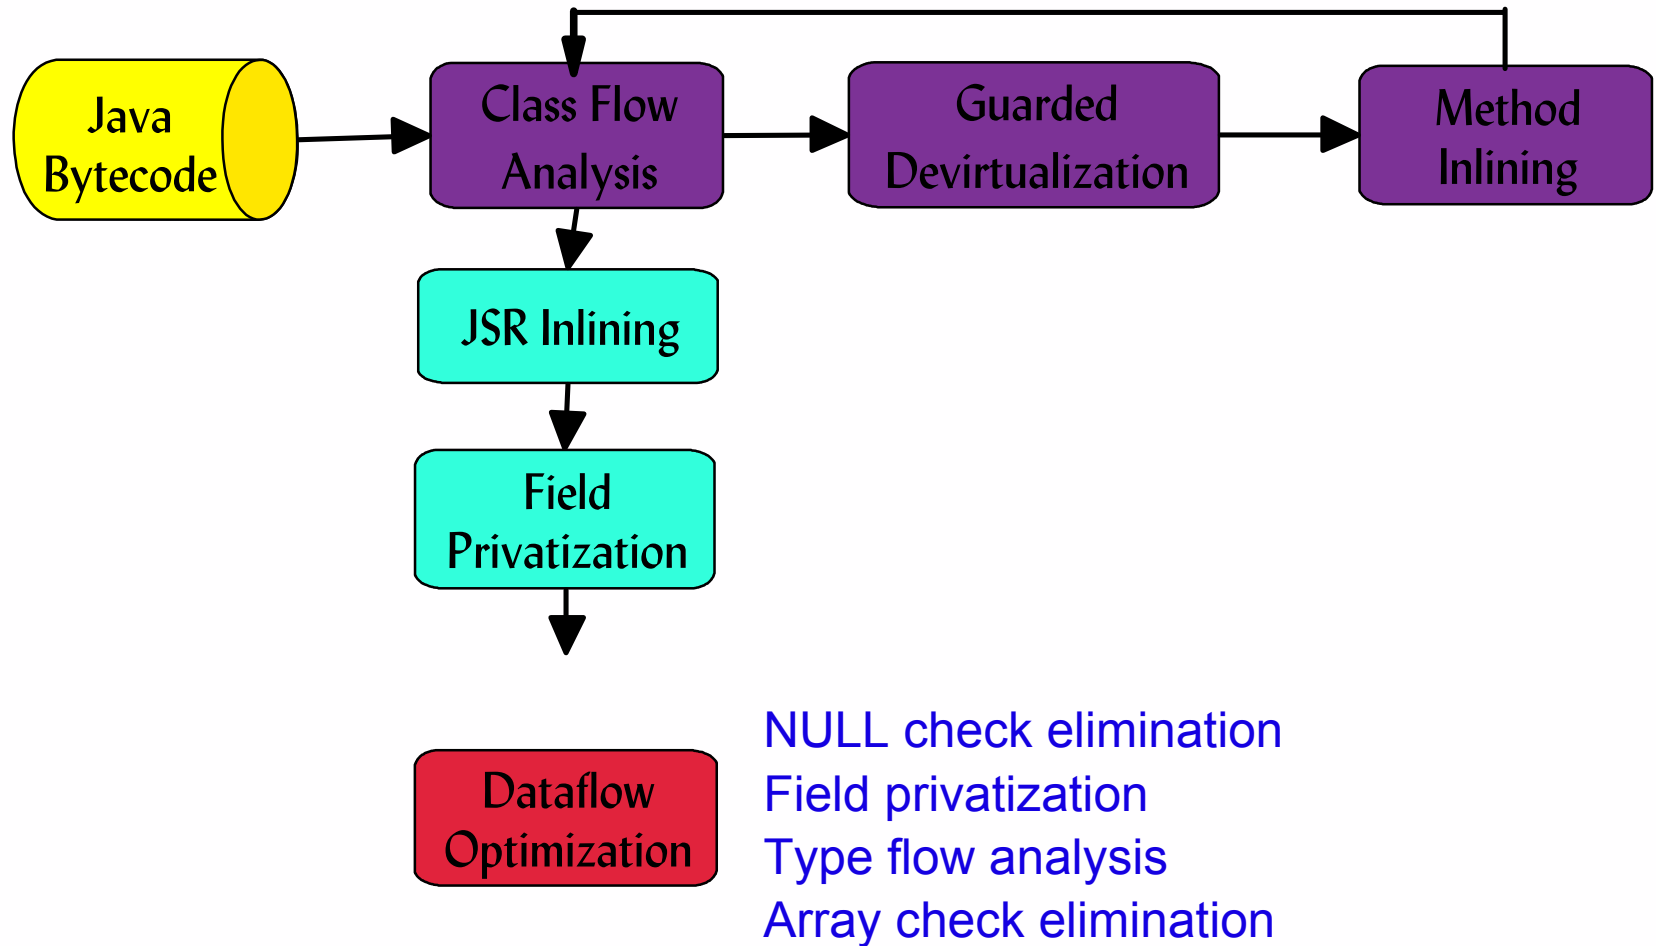 Java
Bytecode
Class Flow
Analysis
Guarded
Devirtualization
Method
Inlining
JSR Inlining
Field
Privatization
Dataflow
Optimization
NULL check elimination
Field privatization
Type flow analysis
Array check elimination